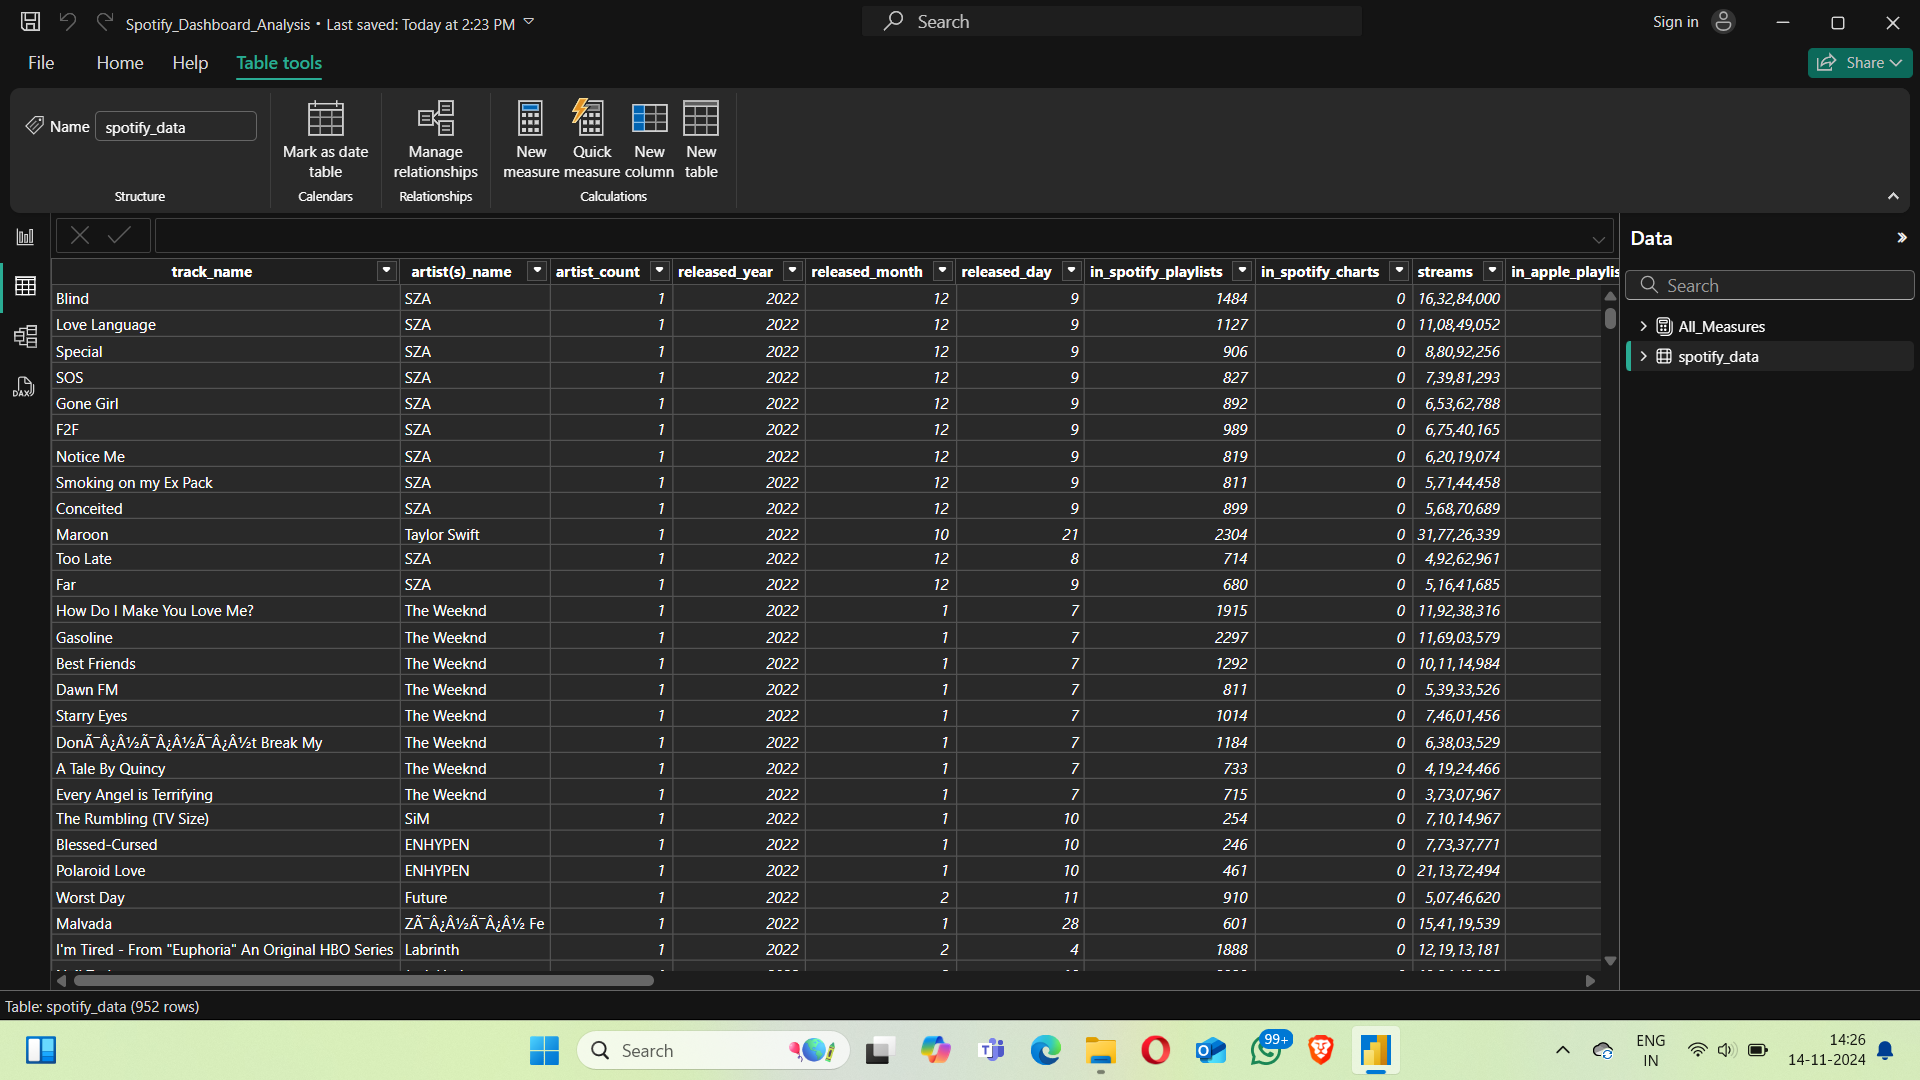 Spotify_Dashboard_Analysis • Last saved: Today at 2:23 PM
Search
Sign in
File Home Help Table tools
Share
Name spotify_data
Mark as date table
Manage relationships
New measure
Quick measure
New column
New table
Structure Calendars Relationships Calculations
Data
track_name artist(s)_name artist_count released_year released_month released_day in_spotify_playlists in_spotify_charts streams in_apple_playlis
Search
All_Measures
spotify_data
DAX
Blind SZA 1 2022 12 9 1484 0 16,32,84,000
Love Language SZA 1 2022 12 9 1127 0 11,08,49,052
Special SZA 1 2022 12 9 906 0 8,80,92,256
SOS SZA 1 2022 12 9 827 0 7,39,81,293
Gone Girl SZA 1 2022 12 9 892 0 6,53,62,788
F2F SZA 1 2022 12 9 989 0 6,75,40,165
Notice Me SZA 1 2022 12 9 819 0 6,20,19,074
Smoking on my Ex Pack SZA 1 2022 12 9 811 0 5,71,44,458
Conceited SZA 1 2022 12 9 899 0 5,68,70,689
Maroon Taylor Swift 1 2022 10 21 2304 0 31,77,26,339
Too Late SZA 1 2022 12 8 714 0 4,92,62,961
Far SZA 1 2022 12 9 680 0 5,16,41,685
How Do I Make You Love Me? The Weeknd 1 2022 1 7 1915 0 11,92,38,316
Gasoline The Weeknd 1 2022 1 7 2297 0 11,69,03,579
Best Friends The Weeknd 1 2022 1 7 1292 0 10,11,14,984
Dawn FM The Weeknd 1 2022 1 7 811 0 5,39,33,526
Starry Eyes The Weeknd 1 2022 1 7 1014 0 7,46,01,456
DonÃ¯Â¿Â½Ã¯Â¿Â½Ã¯Â¿Â½t Break My The Weeknd 1 2022 1 7 1184 0 6,38,03,529
A Tale By Quincy The Weeknd 1 2022 1 7 733 0 4,19,24,466
Every Angel is Terrifying The Weeknd 1 2022 1 7 715 0 3,73,07,967
The Rumbling (TV Size) SiM 1 2022 1 10 254 0 7,10,14,967
Blessed-Cursed ENHYPEN 1 2022 1 10 246 0 7,73,37,771
Polaroid Love ENHYPEN 1 2022 1 10 461 0 21,13,72,494
Worst Day Future 1 2022 2 11 910 0 5,07,46,620
Malvada ZÃ¯Â¿Â½Ã¯Â¿Â½ Fe 1 2022 1 28 601 0 15,41,19,539
I'm Tired - From "Euphoria" An Original HBO Series Labrinth 1 2022 2 4 1888 0 12,19,13,181
Table: spotify_data (952 rows)
Search
99+
ENG
IN
14:26
14-11-2024